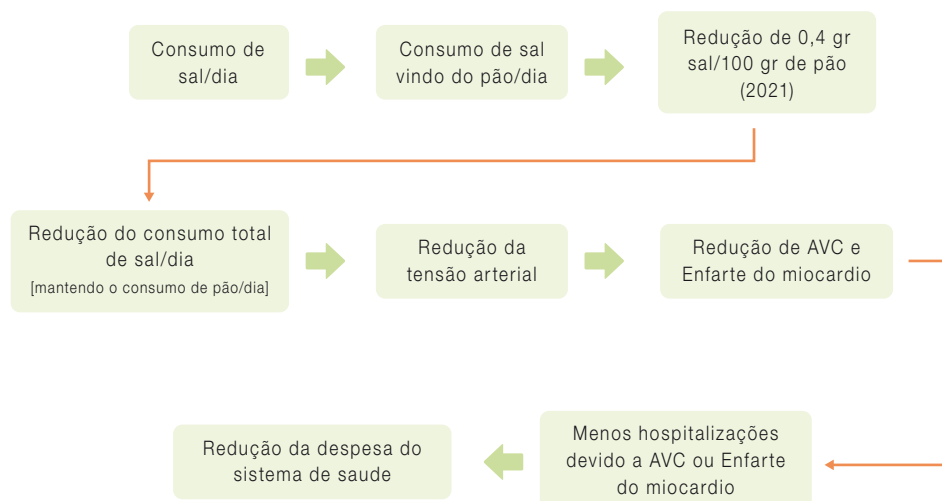 Consumo de
sal/dia
Consumo de sal
vindo do pão/dia
Redução de 0,4 gr
sal/100 gr de pão
(2021)
Redução do consumo total
de sal/dia
[mantendo o consumo de pão/dia]
Redução da
tensão arterial
Redução de AVC e
Enfarte do miocardio
Menos hospitalizações
devido a AVC ou Enfarte
do miocardio
Redução da despesa do
sistema de saude